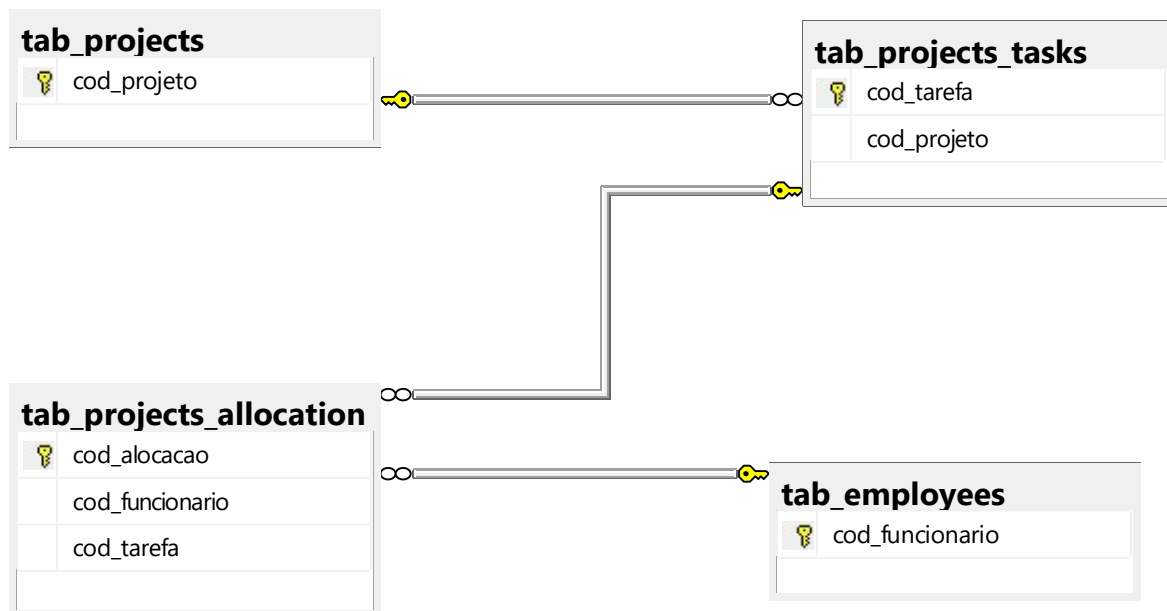 tab_projects
cod_projeto
tab_projects_tasks
cod_tarefa
cod_projeto
tab_projects_allocation
cod_alocacao
cod_funcionario
cod_tarefa
tab_employees
cod_funcionario